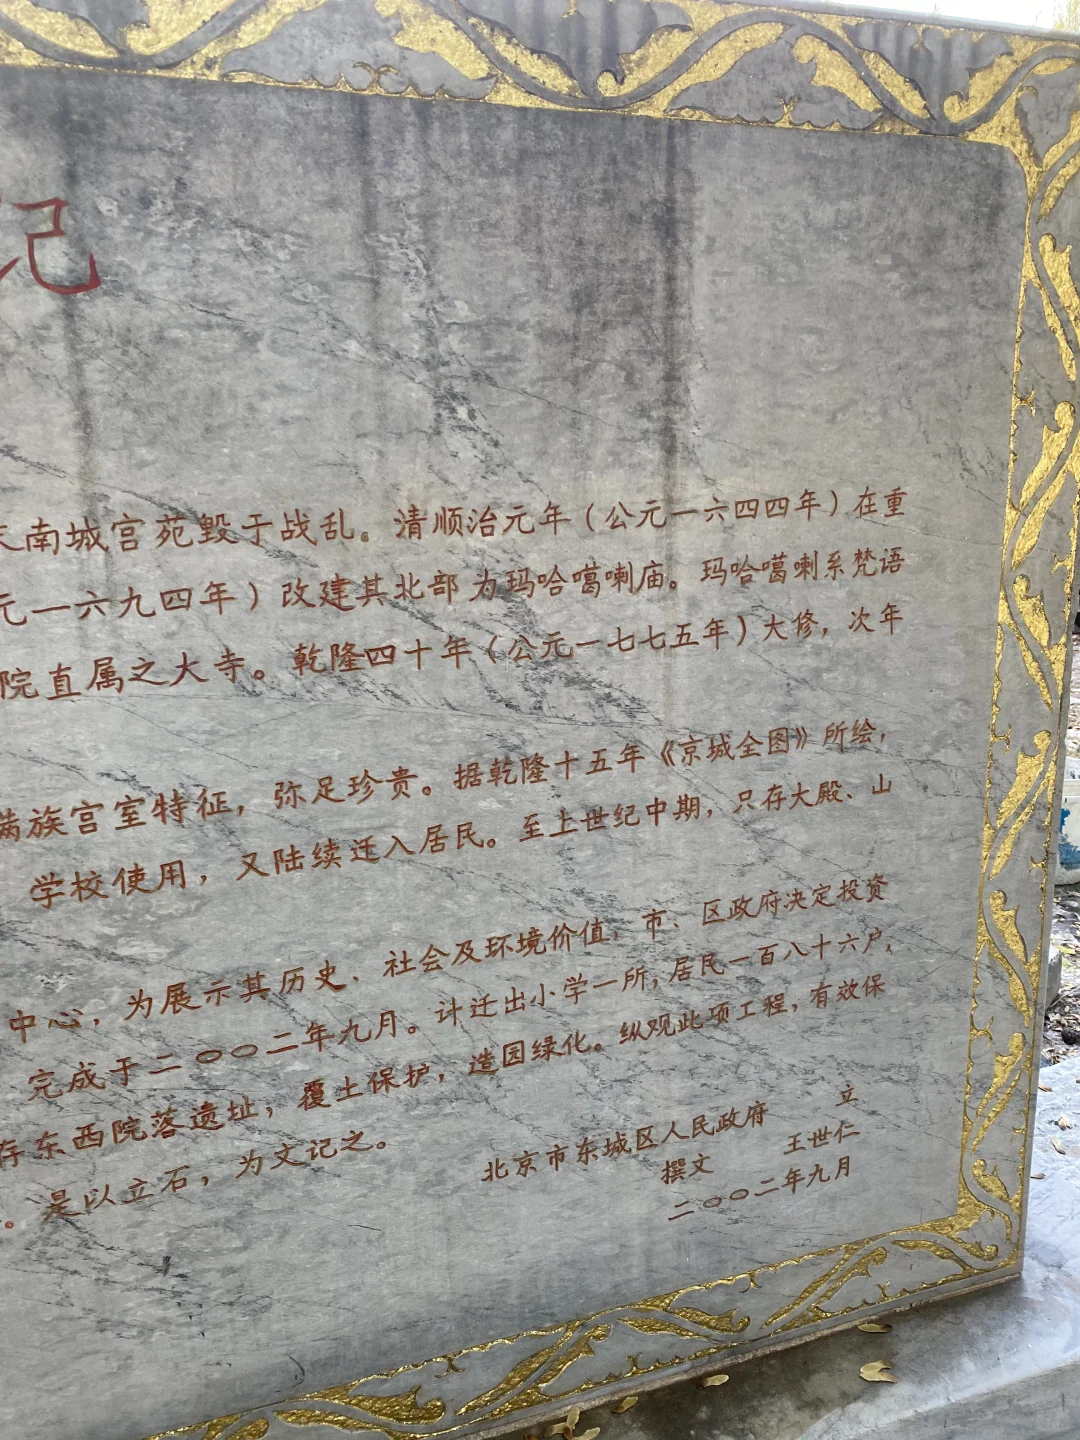 记
南城宫苑毁于战乱。清顺治元年（公元一六四四年）在重
元一六九四年）改建其北部为玛哈噶喇庙。玛哈噶喇系梵语
院直属之大寺。乾隆四十年（公元一七七五年）大修，次年
满族宫室特征，弥足珍贵。据乾隆十五年《京城全图》所绘，
学校使用，又陆续迁入居民。至上世纪中期，只存大殿、山
中心，为展示其历史、社会及环境价值，市、区政府决定投资
完成于二〇〇二年九月。计迁出小学一所，居民一百八十六户，
存东西院落遗址，覆土保护，造园绿化。纵观此项工程，有效保
。是以立石，为文记之。
北京市东城区人民政府 立
撰文 王世仁
二〇〇二年九月